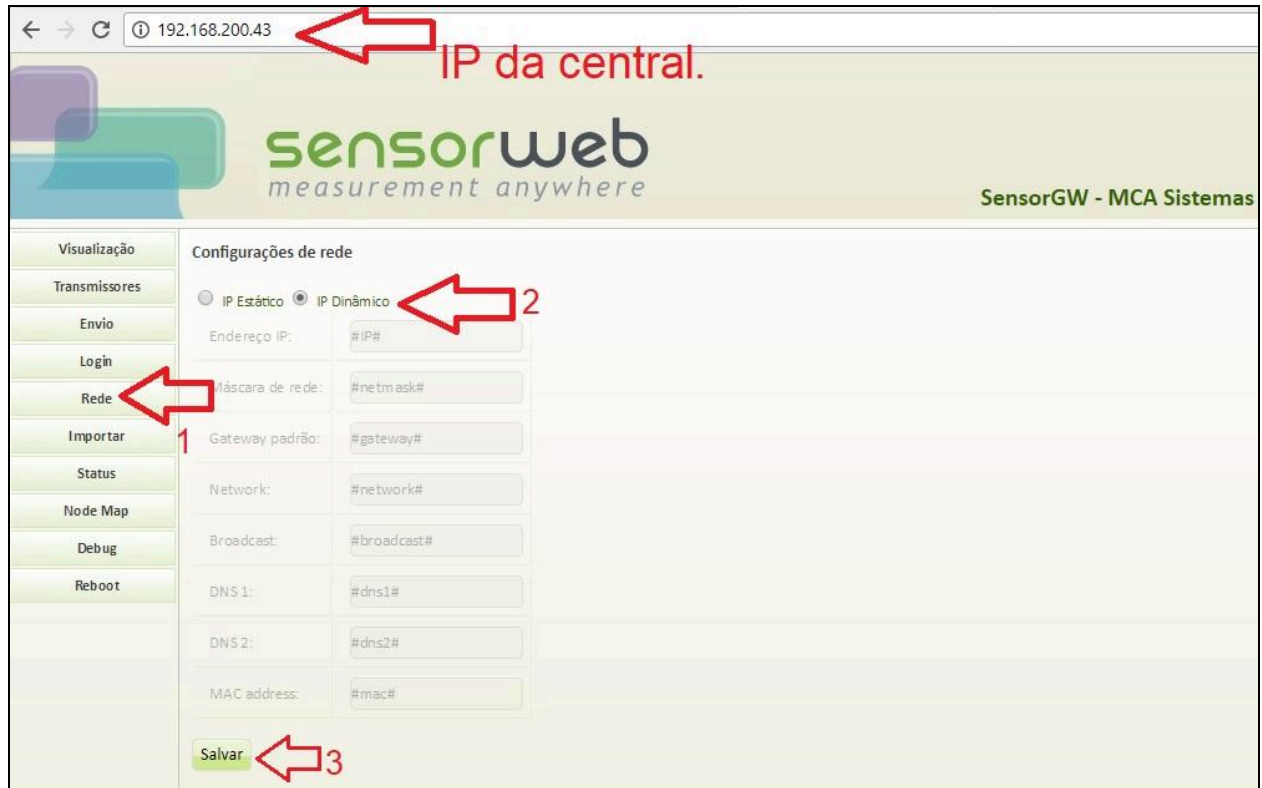 192.168.200.43
IP da central.
sensorweb
measurement anywhere
SensorGW - MCA Sistemas
Visualização
Transmissores
Envio
Login
Rede
Importar
Status
Node Map
Debug
Reboot
1
Configurações de rede
IP Estático IP Dinâmico
2
Endereço IP: #IP#
Máscara de rede: #netmask#
Gateway padrão: #gateway#
Network: #network#
Broadcast: #broadcast#
DNS 1: #dns1#
DNS 2: #dns2#
MAC address: #mac#
Salvar
3